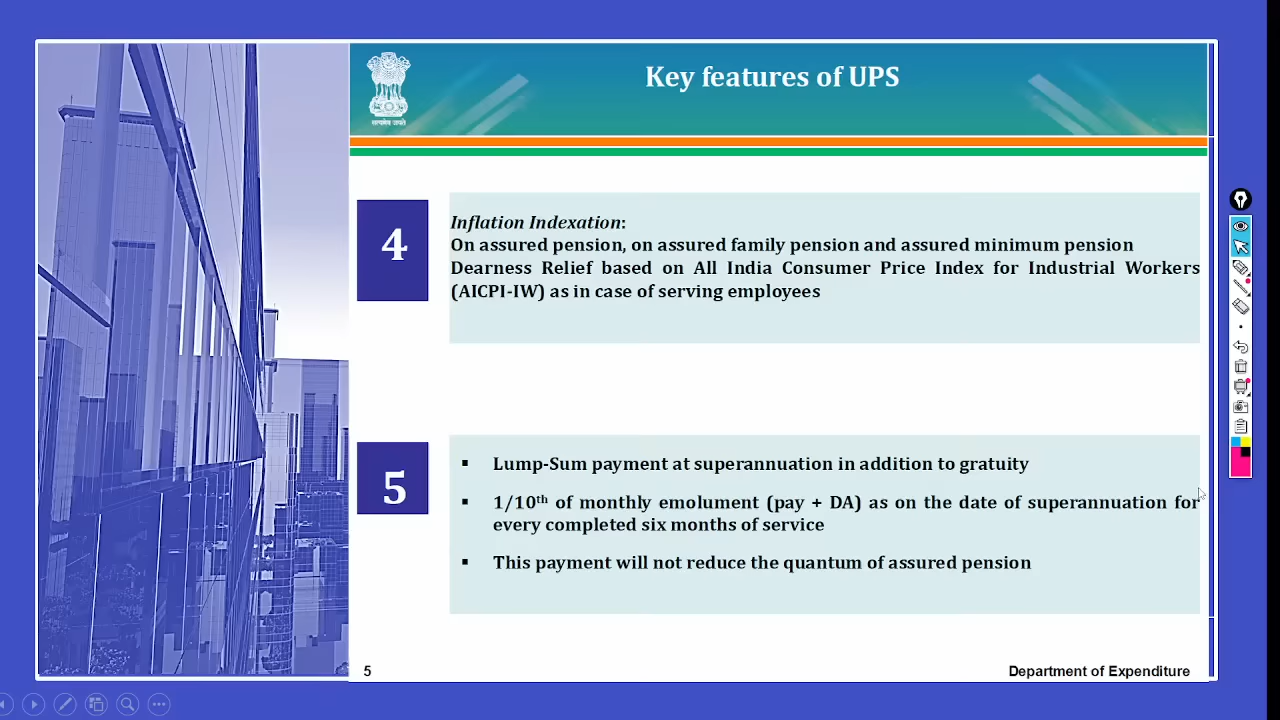 सत्यमेव जयते
Key features of UPS
4
Inflation Indexation:
On assured pension, on assured family pension and assured minimum pension
Dearness Relief based on All India Consumer Price Index for Industrial Workers
(AICPI-IW) as in case of serving employees
5
▪ Lump-Sum payment at superannuation in addition to gratuity
▪ 1/10th of monthly emolument (pay + DA) as on the date of superannuation for
every completed six months of service
▪ This payment will not reduce the quantum of assured pension
5
Department of Expenditure